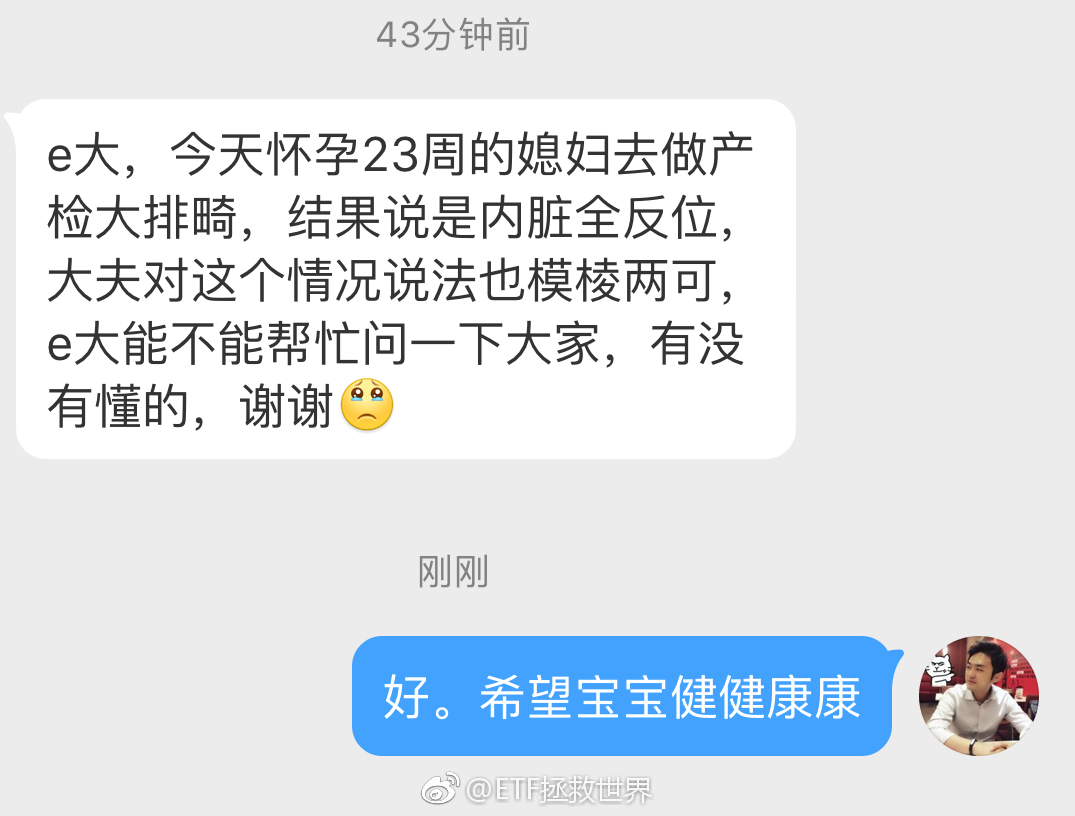 43分钟前
e大，今天怀孕23周的媳妇去做产
检大排畸，结果说是内脏全反位，
大夫对这个情况说法也模棱两可，
e大能不能帮忙问一下大家，有没
有懂的，谢谢🥺
刚刚
好。希望宝宝健健康康
@ETF拯救世界